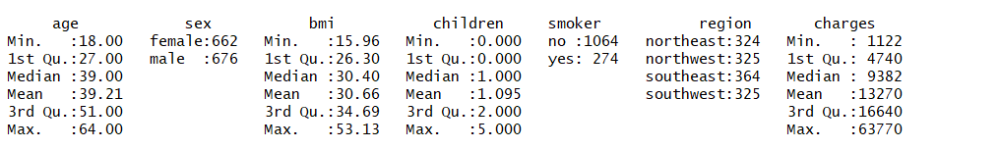 age sex bmi children smoker region charges
Min. :18.00 female:662 Min. :15.96 Min. :0.000 no :1064 northeast:324 Min. : 1122
1st Qu.:27.00 male :676 1st Qu.:26.30 1st Qu.:0.000 yes: 274 northwest:325 1st Qu.: 4740
Median :39.00 Median :30.40 Median :1.000 southeast:364 Median : 9382
Mean :39.21 Mean :30.66 Mean :1.095 southwest:325 Mean :13270
3rd Qu.:51.00 3rd Qu.:34.69 3rd Qu.:2.000 3rd Qu.:16640
Max. :64.00 Max. :53.13 Max. :5.000 Max. :63770